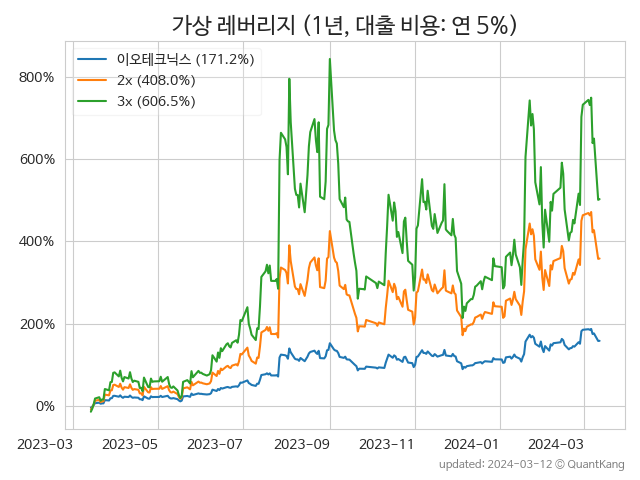 가상 레버리지 (1년, 대출 비용: 연 5%)
이오테크닉스 (171.2%)
2x (408.0%)
3x (606.5%)
800%
600%
400%
200%
0%
2023-03 2023-05 2023-07 2023-09 2023-11 2024-01 2024-03
updated: 2024-03-12 © QuantKang